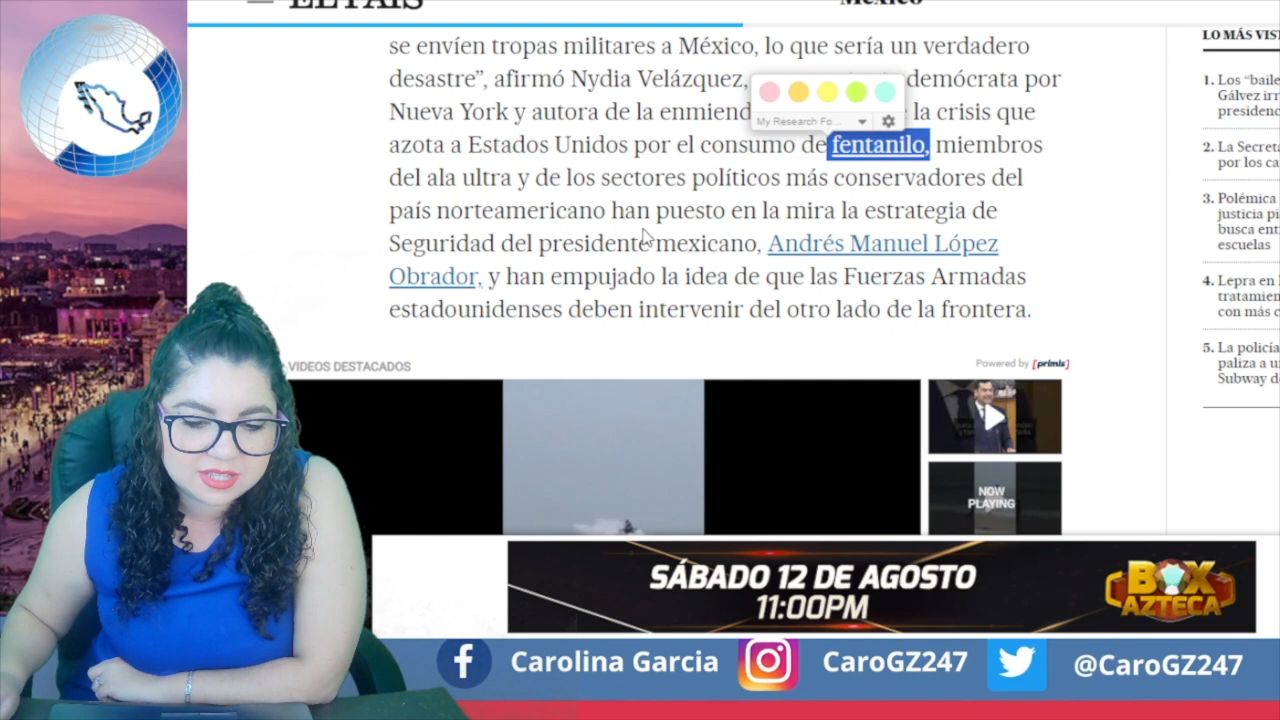 EL PAÍS
México
se envíen tropas militares a México, lo que sería un verdadero
desastre”, afirmó Nydia Velázquez, demócrata por
Nueva York y autora de la enmiend la crisis que
azota a Estados Unidos por el consumo de fentanilo, miembros
del ala ultra y de los sectores políticos más conservadores del
país norteamericano han puesto en la mira la estrategia de
Seguridad del presidente mexicano, Andrés Manuel López
Obrador, y han empujado la idea de que las Fuerzas Armadas
estadounidenses deben intervenir del otro lado de la frontera.
My Research Fo...
VIDEOS DESTACADOS
Powered by [primis]
NOW
PLAYING
LO MÁS VIS
1. Los “baile
Gálvez irr
presidenc
2. La Secreta
por los ca
3. Polémica
justicia pi
busca ent
escuelas
4. Lepra en
tratamien
con más c
5. La policía
paliza a u
Subway d
SÁBADO 12 DE AGOSTO
11:00PM
BOX
AZTECA
Carolina Garcia
CaroGZ247
@CaroGZ247